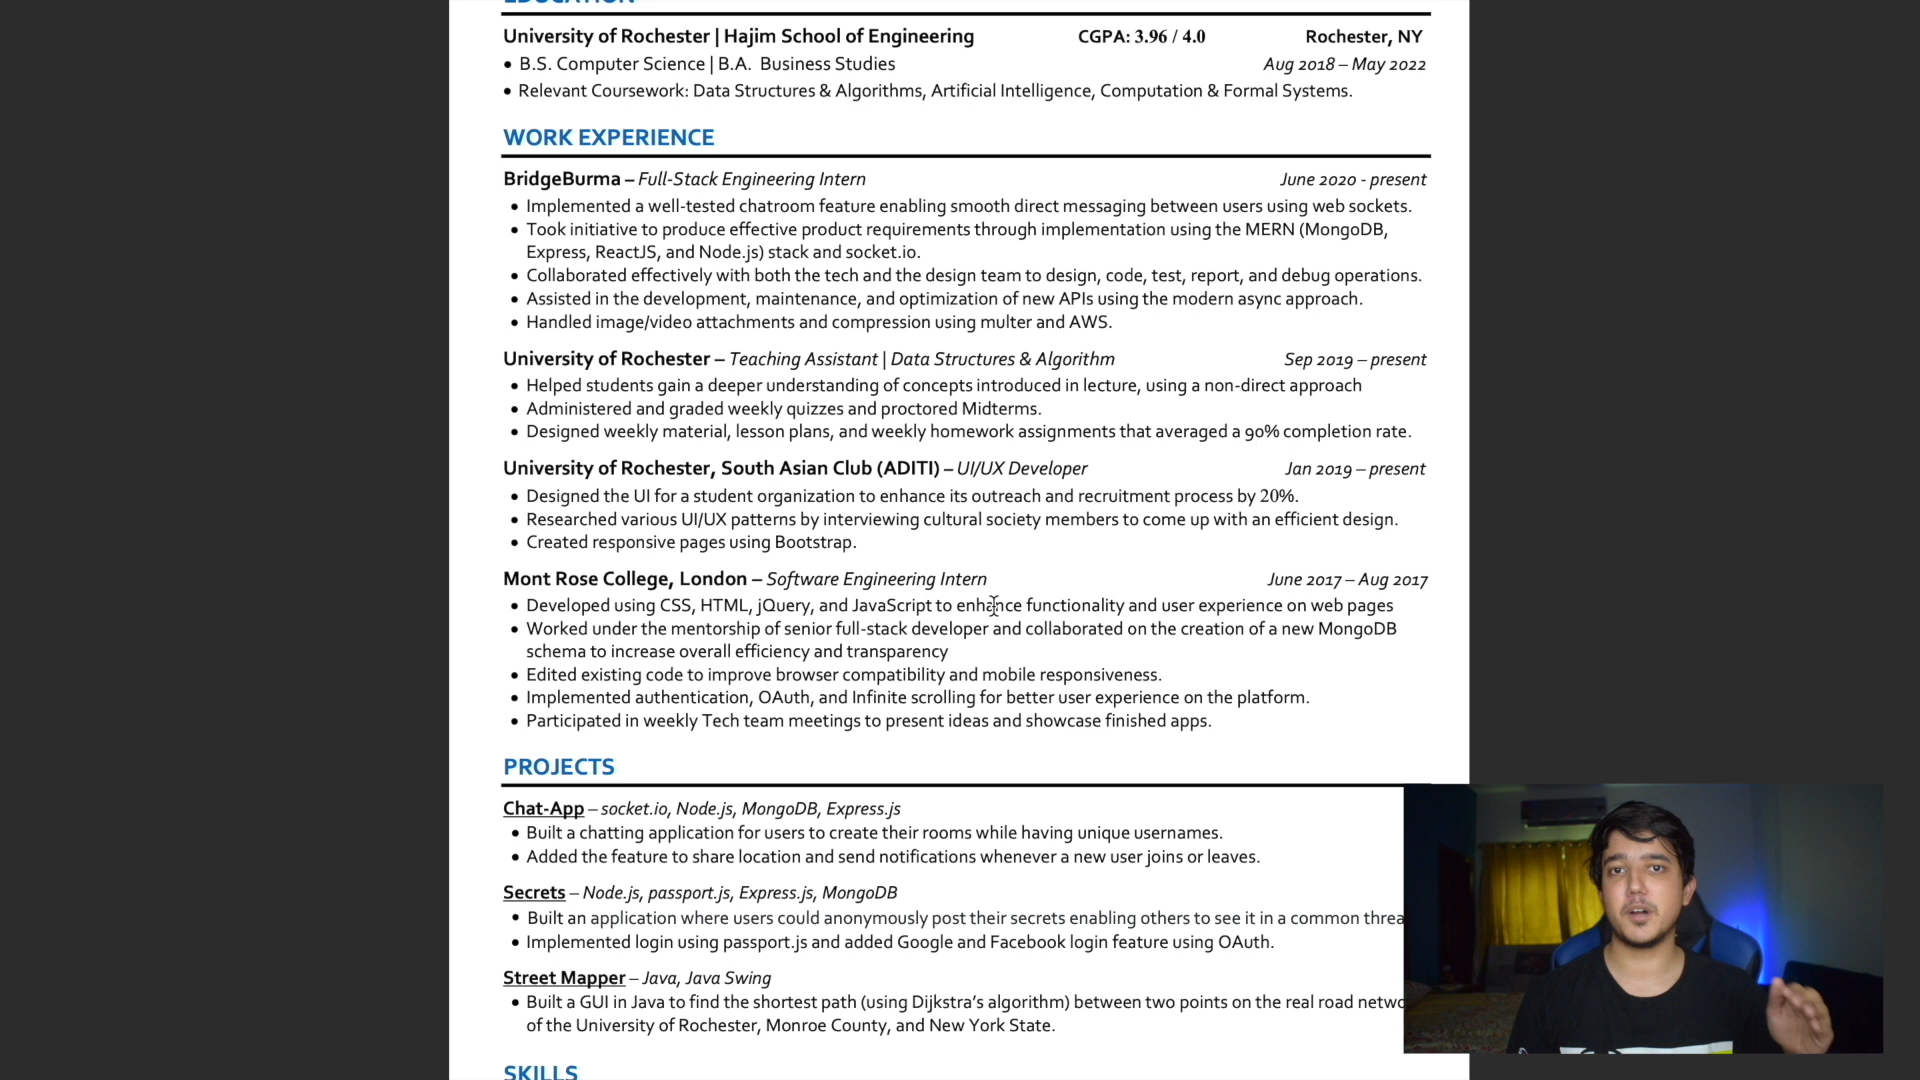 EDUCATION
University of Rochester | Hajim School of Engineering CGPA: 3.96 / 4.0 Rochester, NY
• B.S. Computer Science | B.A. Business Studies Aug 2018 – May 2022
• Relevant Coursework: Data Structures & Algorithms, Artificial Intelligence, Computation & Formal Systems.
WORK EXPERIENCE
BridgeBurma – Full-Stack Engineering Intern June 2020 - present
• Implemented a well-tested chatroom feature enabling smooth direct messaging between users using web sockets.
• Took initiative to produce effective product requirements through implementation using the MERN (MongoDB,
Express, ReactJS, and Node.js) stack and socket.io.
• Collaborated effectively with both the tech and the design team to design, code, test, report, and debug operations.
• Assisted in the development, maintenance, and optimization of new APIs using the modern async approach.
• Handled image/video attachments and compression using multer and AWS.
University of Rochester – Teaching Assistant | Data Structures & Algorithm Sep 2019 – present
• Helped students gain a deeper understanding of concepts introduced in lecture, using a non-direct approach
• Administered and graded weekly quizzes and proctored Midterms.
• Designed weekly material, lesson plans, and weekly homework assignments that averaged a 90% completion rate.
University of Rochester, South Asian Club (ADITI) – UI/UX Developer Jan 2019 – present
• Designed the UI for a student organization to enhance its outreach and recruitment process by 20%.
• Researched various UI/UX patterns by interviewing cultural society members to come up with an efficient design.
• Created responsive pages using Bootstrap.
Mont Rose College, London – Software Engineering Intern June 2017 – Aug 2017
• Developed using CSS, HTML, jQuery, and JavaScript to enhance functionality and user experience on web pages
• Worked under the mentorship of senior full-stack developer and collaborated on the creation of a new MongoDB
schema to increase overall efficiency and transparency
• Edited existing code to improve browser compatibility and mobile responsiveness.
• Implemented authentication, OAuth, and Infinite scrolling for better user experience on the platform.
• Participated in weekly Tech team meetings to present ideas and showcase finished apps.
PROJECTS
Chat-App – socket.io, Node.js, MongoDB, Express.js
• Built a chatting application for users to create their rooms while having unique usernames.
• Added the feature to share location and send notifications whenever a new user joins or leaves.
Secrets – Node.js, passport.js, Express.js, MongoDB
• Built an application where users could anonymously post their secrets enabling others to see it in a common threa
• Implemented login using passport.js and added Google and Facebook login feature using OAuth.
Street Mapper – Java, Java Swing
• Built a GUI in Java to find the shortest path (using Dijkstra's algorithm) between two points on the real road netwo
of the University of Rochester, Monroe County, and New York State.
SKILLS